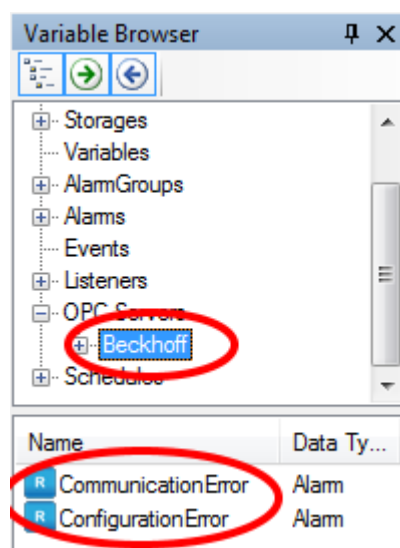 Variable Browser
Storages
Variables
AlarmGroups
Alarms
Events
Listeners
OPC Servers
Beckhoff
Schedules
Name Data Ty...
R CommunicationError Alarm
R ConfigurationError Alarm